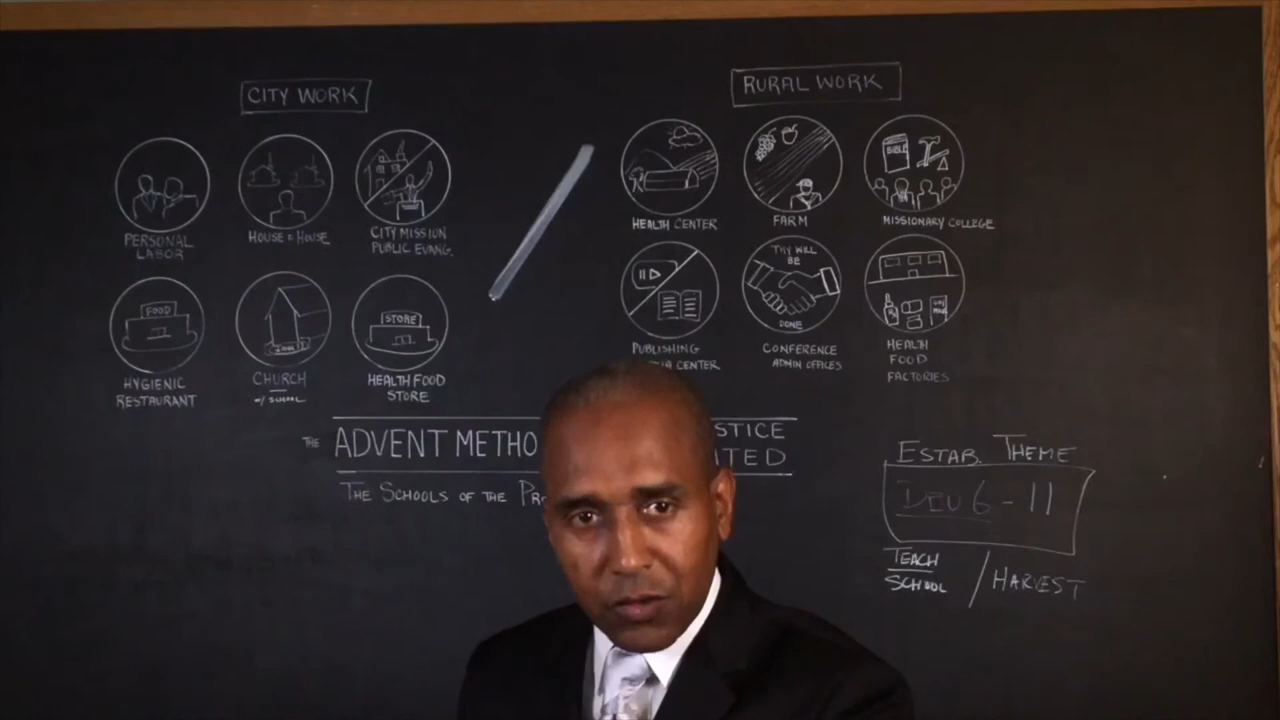 CITY WORK
RURAL WORK
PERSONAL
LABOR
HOUSE 2 HOUSE
CITY MISSION
PUBLIC EVANG.
HEALTH CENTER
FARM
BIBLE
MISSIONARY COLLEGE
FOOD
HYGIENIC
RESTAURANT
CHURCH
W/ SCHOOL
STORE
HEALTH FOOD
STORE
PUBLISHING
CENTER
THY WILL
BE
DONE
CONFERENCE
ADMIN OFFICES
HEALTH
FOOD
FACTORIES
THE ADVENT METHO STICE
ITED
THE SCHOOLS OF THE PR
ESTAB. THEME
DEU 6-11
TEACH
SCHOOL / HARVEST